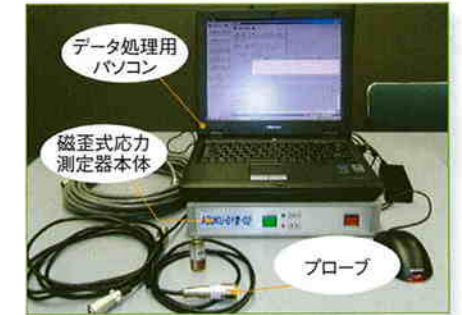 データ処理用
パソコン
磁歪式応力
測定器本体
プローブ